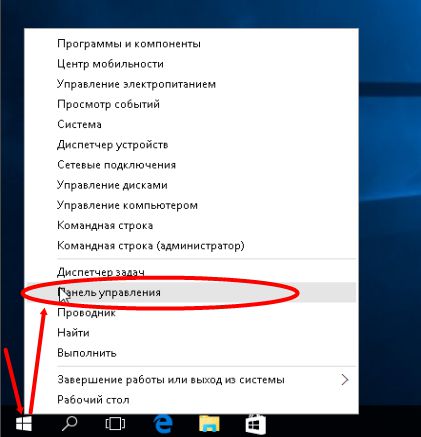 Программы и компоненты
Центр мобильности
Управление электропитанием
Просмотр событий
Система
Диспетчер устройств
Сетевые подключения
Управление дисками
Управление компьютером
Командная строка
Командная строка (администратор)
Диспетчер задач
Панель управления
Проводник
Найти
Выполнить
Завершение работы или выход из системы
Рабочий стол